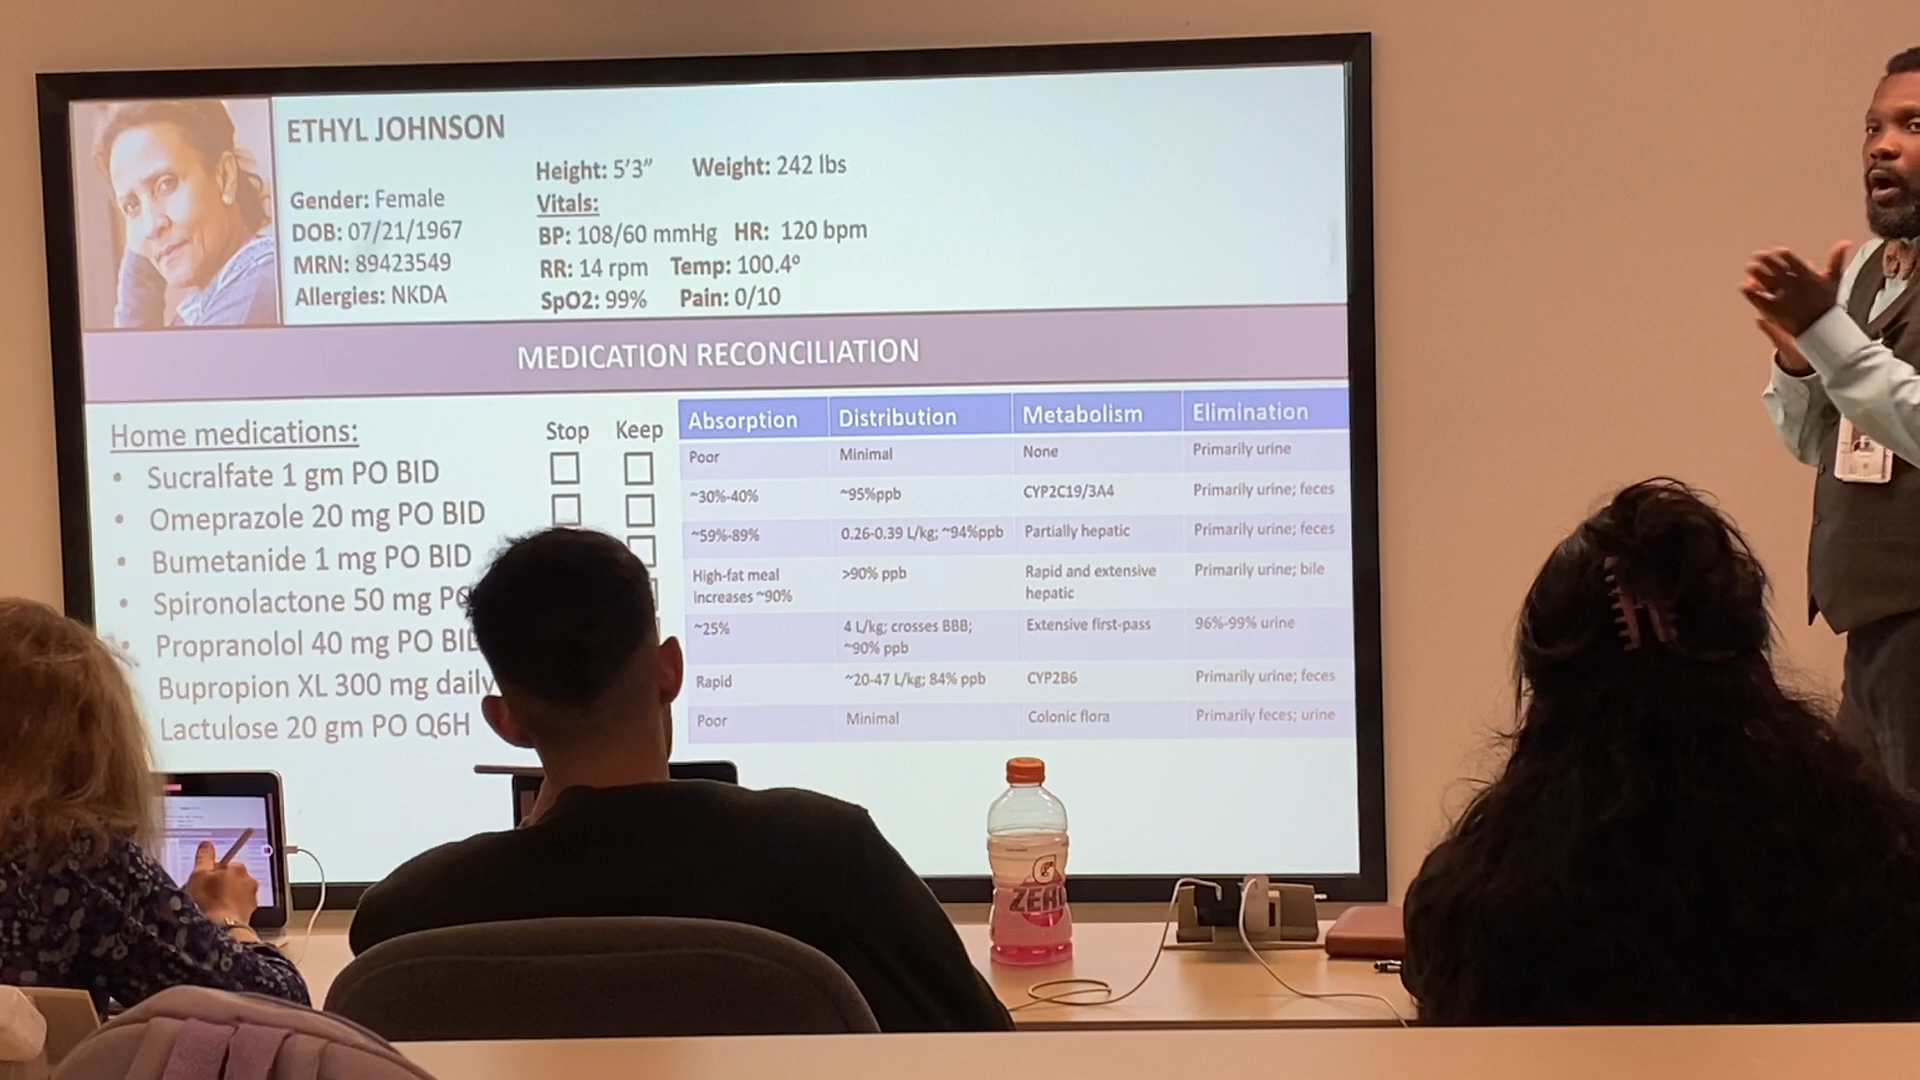 ETHYL JOHNSON
Height: 5’3” Weight: 242 lbs
Gender: Female
Vitals:
DOB: 07/21/1967
BP: 108/60 mmHg HR: 120 bpm
MRN: 89423549
RR: 14 rpm Temp: 100.4°
Allergies: NKDA
SpO2: 99% Pain: 0/10
MEDICATION RECONCILIATION
Home medications:
Stop Keep
• Sucralfate 1 gm PO BID
• Omeprazole 20 mg PO BID
• Bumetanide 1 mg PO BID
• Spironolactone 50 mg
• Propranolol 40 mg PO
Bupropion XL 300 mg daily
Lactulose 20 gm PO Q6H
Absorption Distribution Metabolism Elimination
Poor Minimal None Primarily urine
~30%-40% ~95%ppb CYP2C19/3A4 Primarily urine; feces
~59%-89% 0.26-0.39 L/kg; ~94%ppb Partially hepatic Primarily urine; feces
High-fat meal >90% ppb Rapid and extensive Primarily urine; bile
increases ~90% hepatic
~25% 4 L/kg; crosses BBB; Extensive first-pass 96%-99% urine
~90% ppb
Rapid ~20-47 L/kg; 84% ppb CYP2B6 Primarily urine; feces
Poor Minimal Colonic flora Primarily feces; urine
G
ZERO